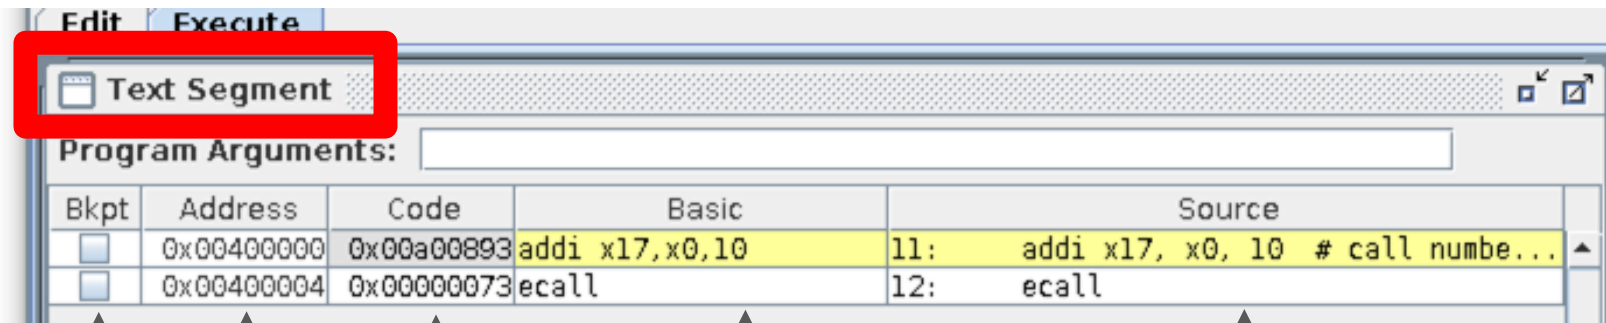 Edit Execute
Text Segment
Program Arguments:
Bkpt Address Code Basic Source
0x00400000 0x00a00893 addi x17,x0,10 11: addi x17, x0, 10 # call numbe...
0x00400004 0x00000073 ecall 12: ecall